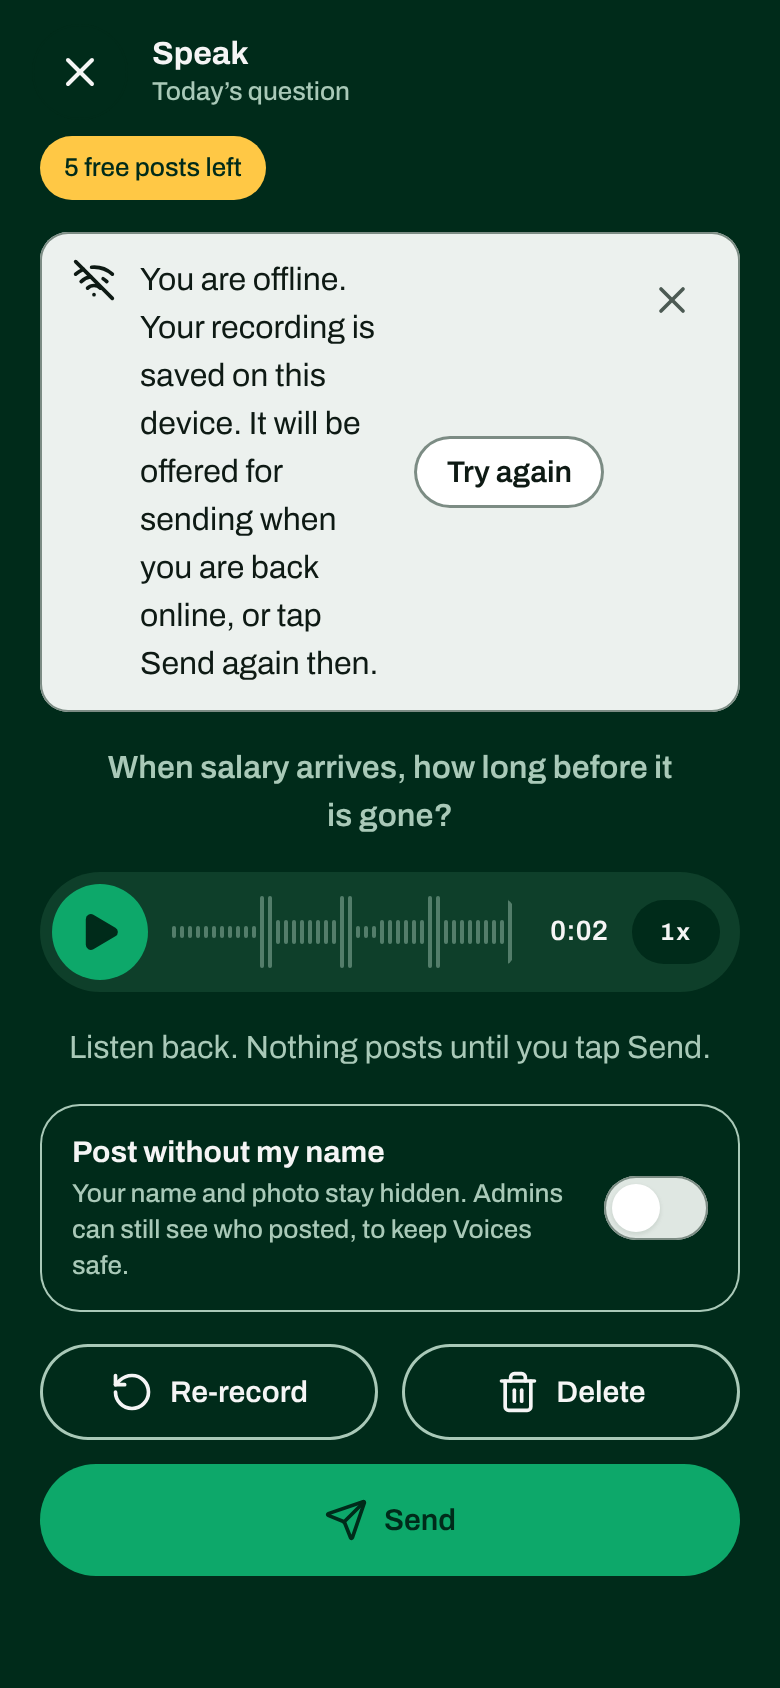 Speak
Today’s question
5 free posts left
You are offline.
Your recording is
saved on this
device. It will be
offered for
sending when
you are back
online, or tap
Send again then.
Try again
When salary arrives, how long before it
is gone?
0:02
1x
Listen back. Nothing posts until you tap Send.
Post without my name
Your name and photo stay hidden. Admins
can still see who posted, to keep Voices
safe.
Re-record
Delete
Send